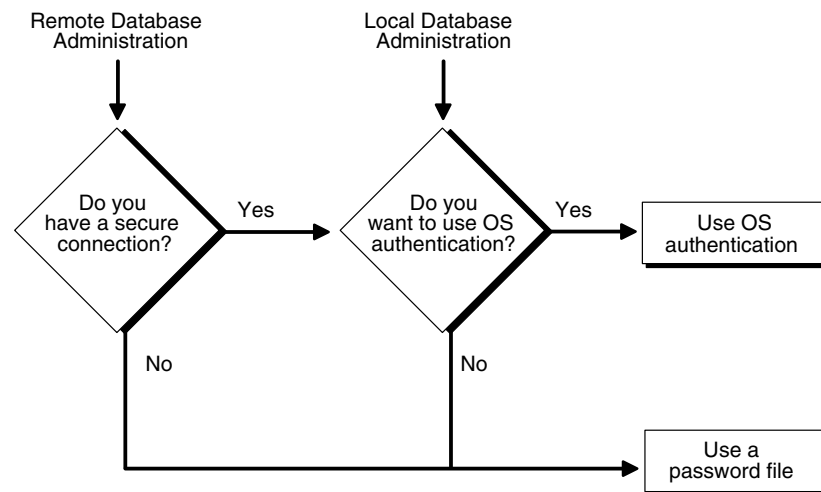 Remote Database
Administration
Local Database
Administration
Do you
have a secure
connection?
Yes
Do you
want to use OS
authentication?
Yes
Use OS
authentication
No
No
Use a
password file